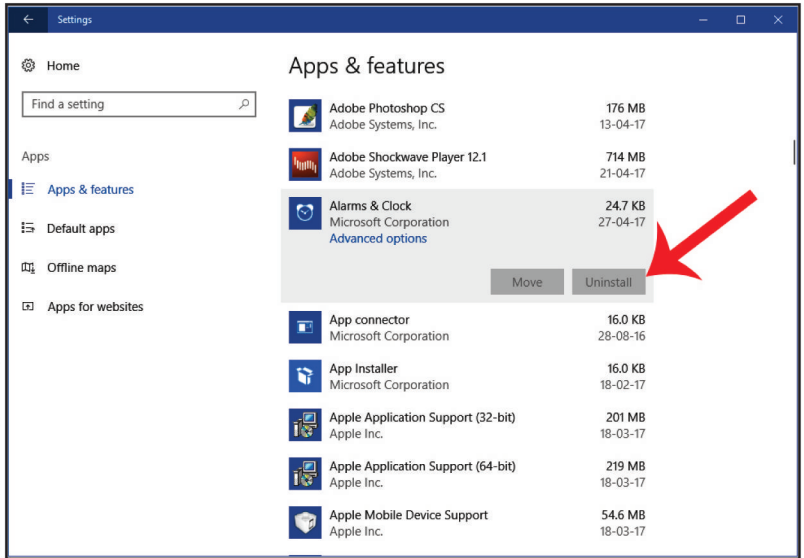 Settings
Home
Find a setting
Apps
Apps & features
Default apps
Offline maps
Apps for websites
Apps & features
Adobe Photoshop CS 176 MB
Adobe Systems, Inc. 13-04-17
Adobe Shockwave Player 12.1 714 MB
Adobe Systems, Inc. 21-04-17
Alarms & Clock 24.7 KB
Microsoft Corporation 27-04-17
Advanced options
Move Uninstall
App connector 16.0 KB
Microsoft Corporation 28-08-16
App Installer 16.0 KB
Microsoft Corporation 18-02-17
Apple Application Support (32-bit) 201 MB
Apple Inc. 18-03-17
Apple Application Support (64-bit) 219 MB
Apple Inc. 18-03-17
Apple Mobile Device Support 54.6 MB
Apple Inc. 18-03-17